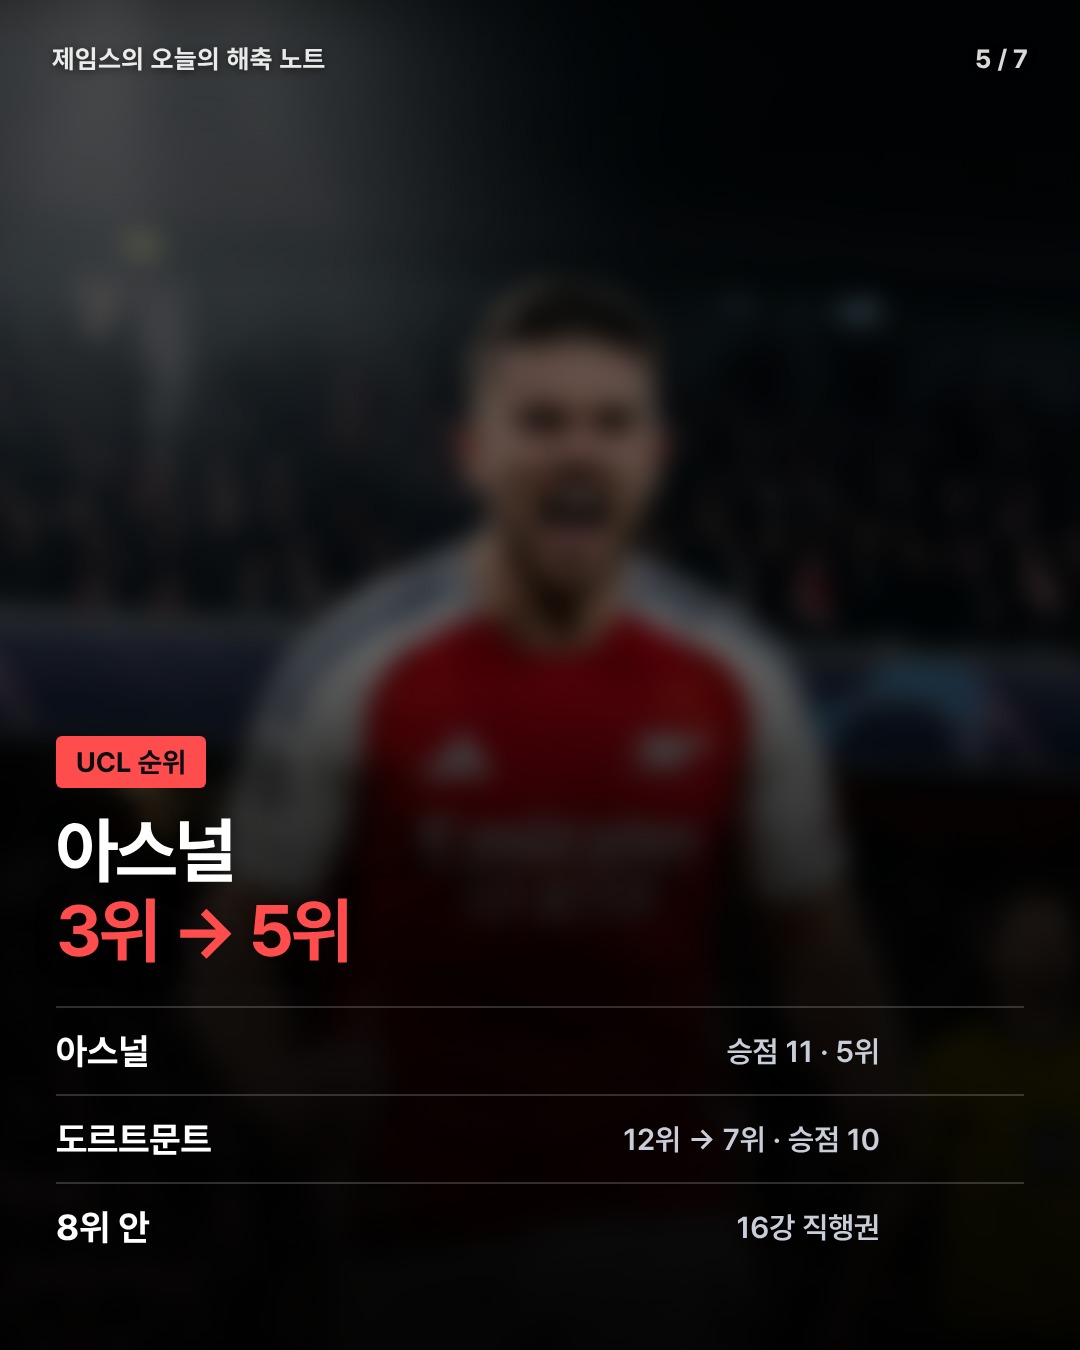 제임스의 오늘의 해축 노트
5 / 7
UCL 순위
아스널
3위 → 5위
아스널
승점 11 · 5위
도르트문트
12위 → 7위 · 승점 10
8위 안
16강 직행권